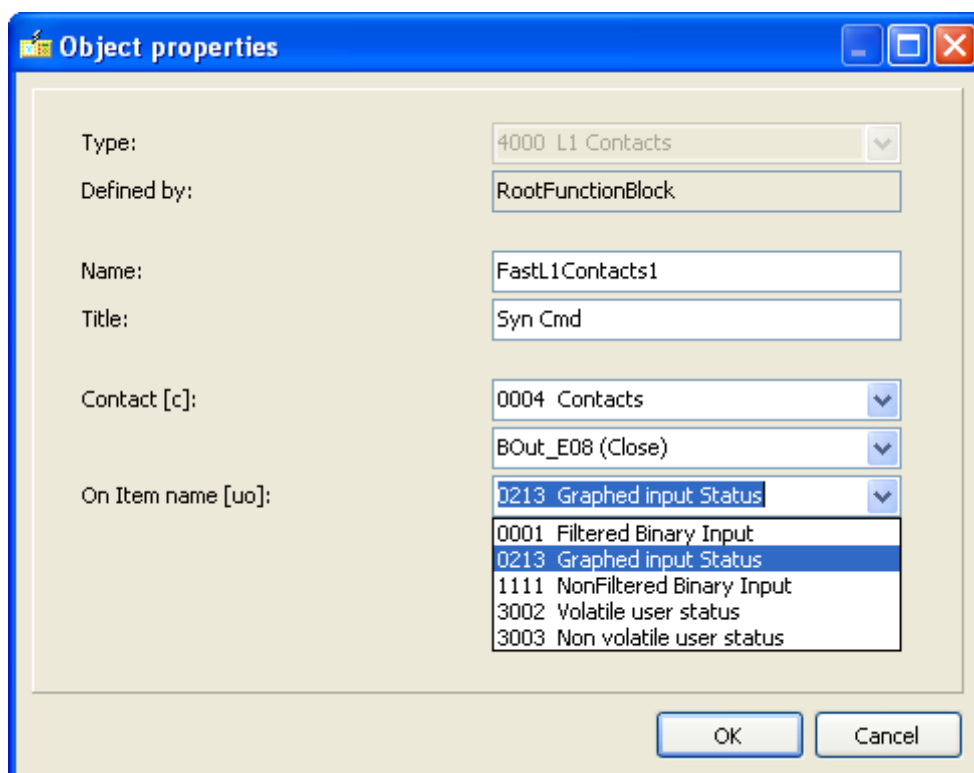 Object properties
Type: 4000 L1 Contacts
Defined by: RootFunctionBlock
Name: FastL1Contacts1
Title: Syn Cmd
Contact [c]: 0004 Contacts
BOut_E08 (Close)
On Item name [uo]: 0213 Graphed input Status
0001 Filtered Binary Input
0213 Graphed input Status
1111 NonFiltered Binary Input
3002 Volatile user status
3003 Non volatile user status
OK Cancel